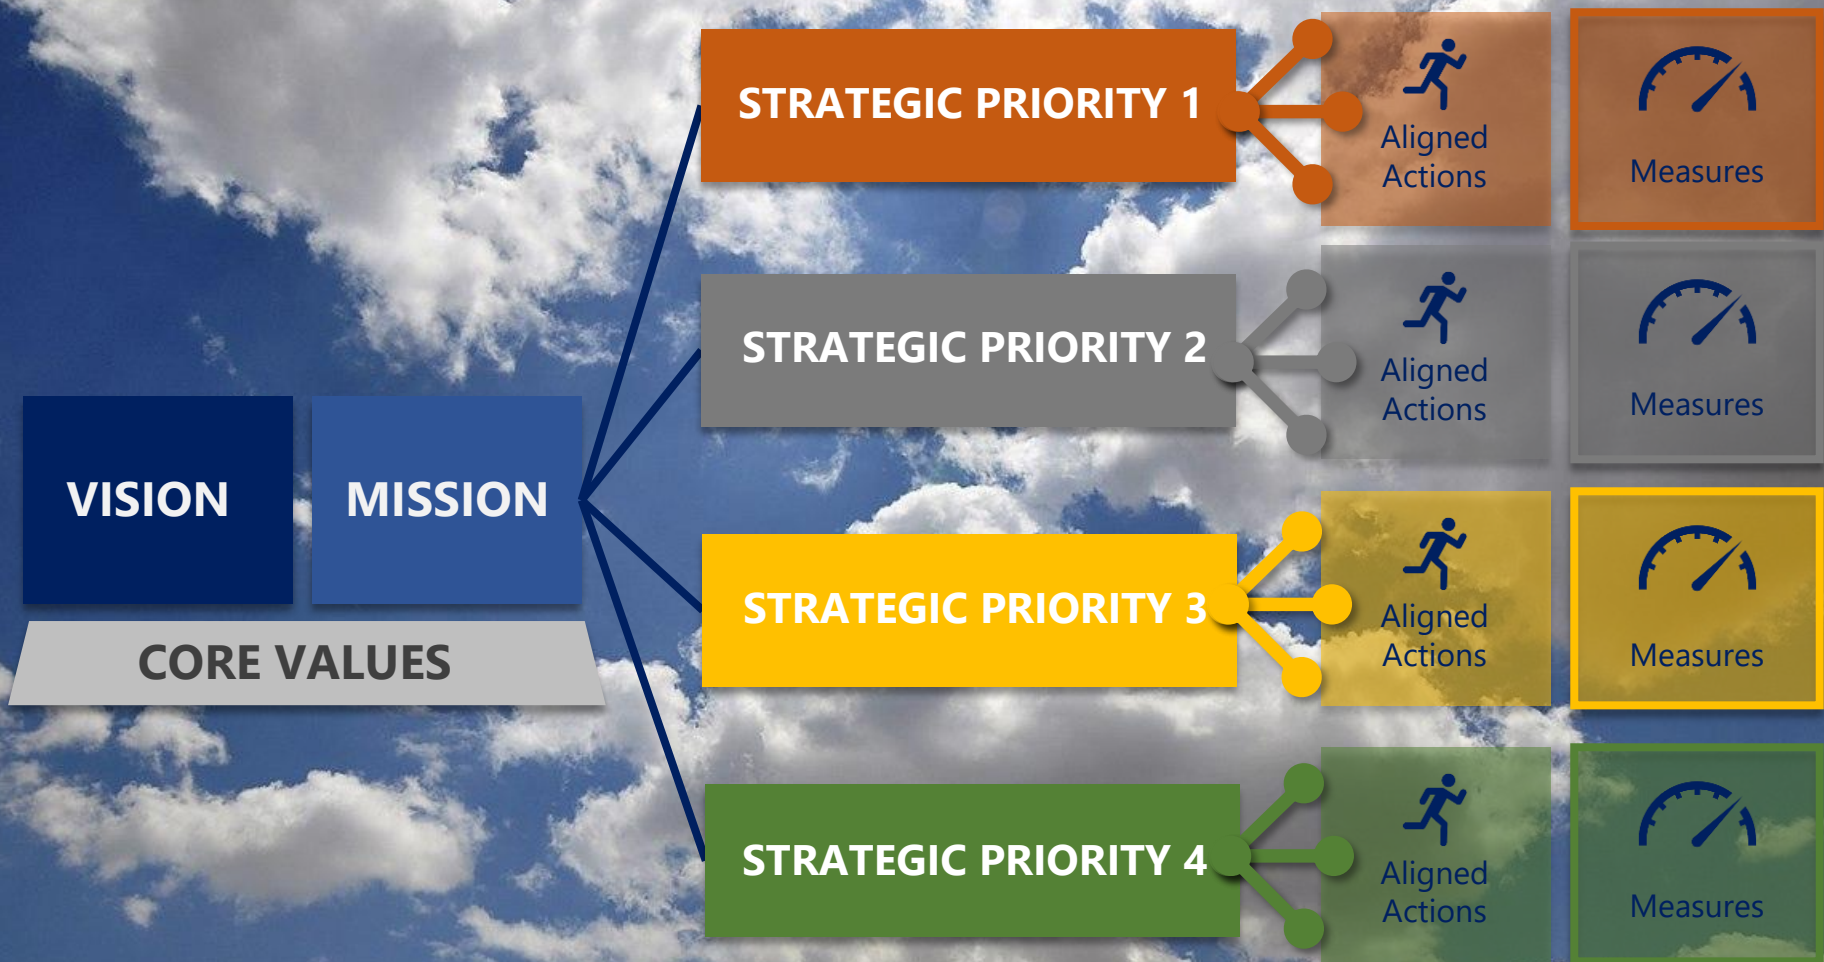 STRATEGIC PRIORITY 1
Aligned
Actions
Measures
STRATEGIC PRIORITY 2
Aligned
Actions
Measures
VISION
MISSION
CORE VALUES
STRATEGIC PRIORITY 3
Aligned
Actions
Measures
STRATEGIC PRIORITY 4
Aligned
Actions
Measures